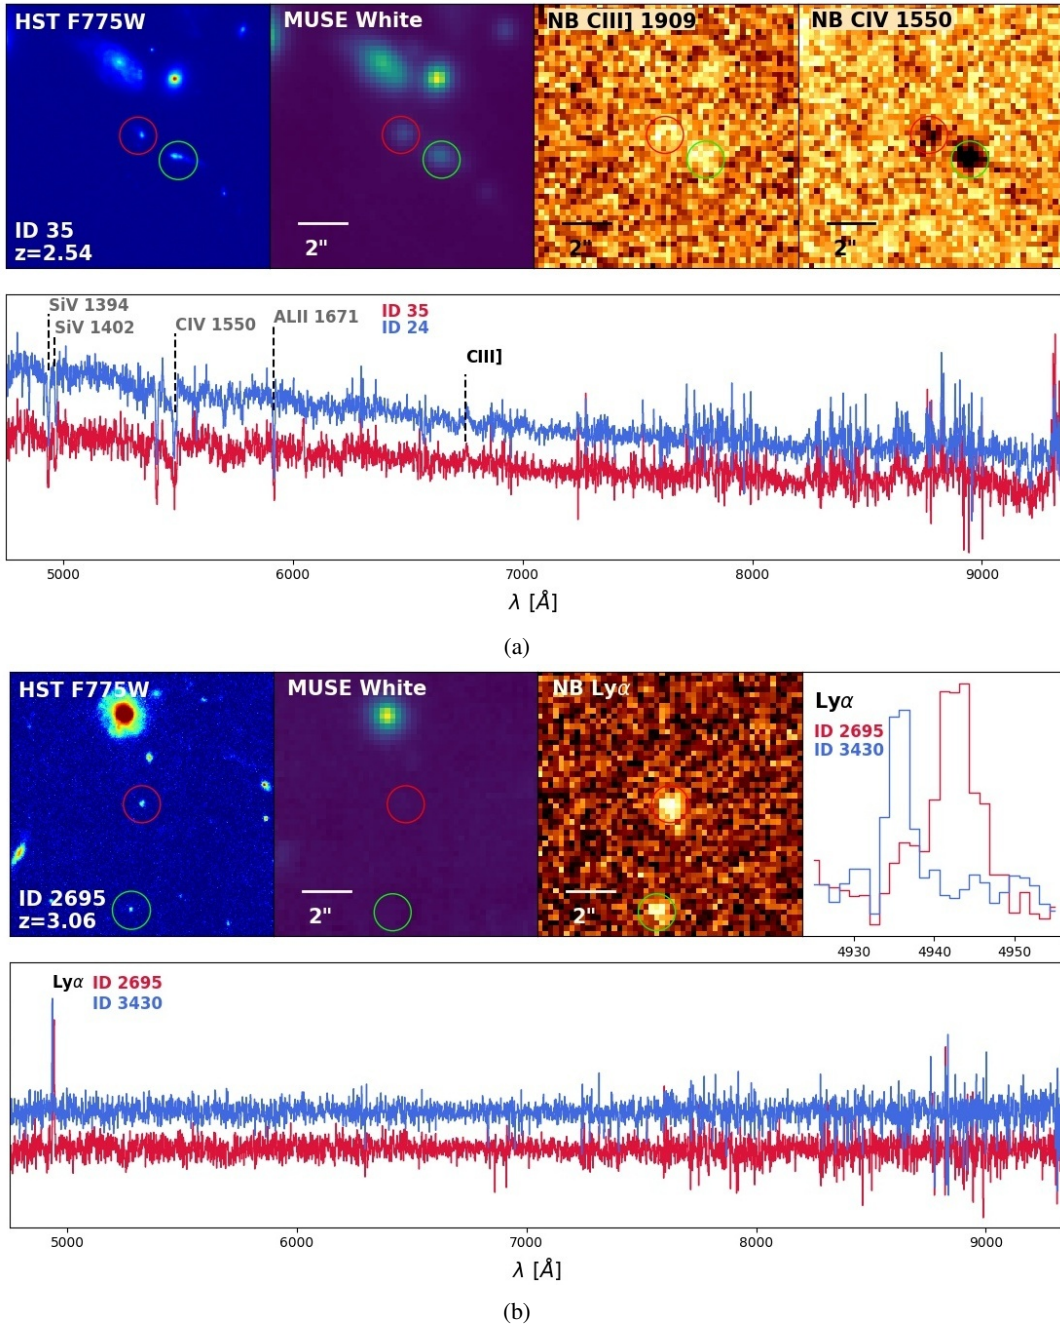 HST F775W
MUSE White
NB CIII] 1909
NB CIV 1550
ID 35
z=2.54
2"
2"
2"
SiV 1394
SiV 1402
CIV 1550
ALII 1671
ID 35
ID 24
CIII]
5000 6000 7000 8000 9000
λ [Å]
(a)
HST F775W
MUSE White
NB Lyα
Lyα
ID 2695
ID 3430
ID 2695
z=3.06
2"
2"
4930 4940 4950
Lyα ID 2695
ID 3430
5000 6000 7000 8000 9000
λ [Å]
(b)